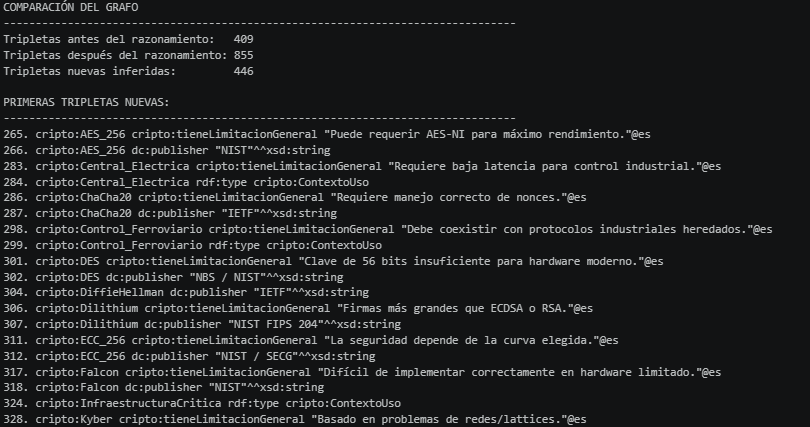 COMPARACIÓN DEL GRAFO
--------------------------------------------------------------------------------
Tripletas antes del razonamiento:   409
Tripletas después del razonamiento: 855
Tripletas nuevas inferidas:         446
PRIMERAS TRIPLETAS NUEVAS:
--------------------------------------------------------------------------------
265. cripto:AES_256 cripto:tieneLimitacionGeneral "Puede requerir AES-NI para máximo rendimiento."@es
266. cripto:AES_256 dc:publisher "NIST"^^xsd:string
283. cripto:Central_Electrica cripto:tieneLimitacionGeneral "Requiere baja latencia para control industrial."@es
284. cripto:Central_Electrica rdf:type cripto:ContextoUso
286. cripto:ChaCha20 cripto:tieneLimitacionGeneral "Requiere manejo correcto de nonces."@es
287. cripto:ChaCha20 dc:publisher "IETF"^^xsd:string
298. cripto:Control_Ferroviario cripto:tieneLimitacionGeneral "Debe coexistir con protocolos industriales heredados."@es
299. cripto:Control_Ferroviario rdf:type cripto:ContextoUso
301. cripto:DES cripto:tieneLimitacionGeneral "Clave de 56 bits insuficiente para hardware moderno."@es
302. cripto:DES dc:publisher "NBS / NIST"^^xsd:string
304. cripto:DiffieHellman dc:publisher "IETF"^^xsd:string
306. cripto:Dilithium cripto:tieneLimitacionGeneral "Firmas más grandes que ECDSA o RSA."@es
307. cripto:Dilithium dc:publisher "NIST FIPS 204"^^xsd:string
311. cripto:ECC_256 cripto:tieneLimitacionGeneral "La seguridad depende de la curva elegida."@es
312. cripto:ECC_256 dc:publisher "NIST / SECG"^^xsd:string
317. cripto:Falcon cripto:tieneLimitacionGeneral "Difícil de implementar correctamente en hardware limitado."@es
318. cripto:Falcon dc:publisher "NIST"^^xsd:string
324. cripto:InfraestructuraCritica rdf:type cripto:ContextoUso
328. cripto:Kyber cripto:tieneLimitacionGeneral "Basado en problemas de redes/lattices."@es